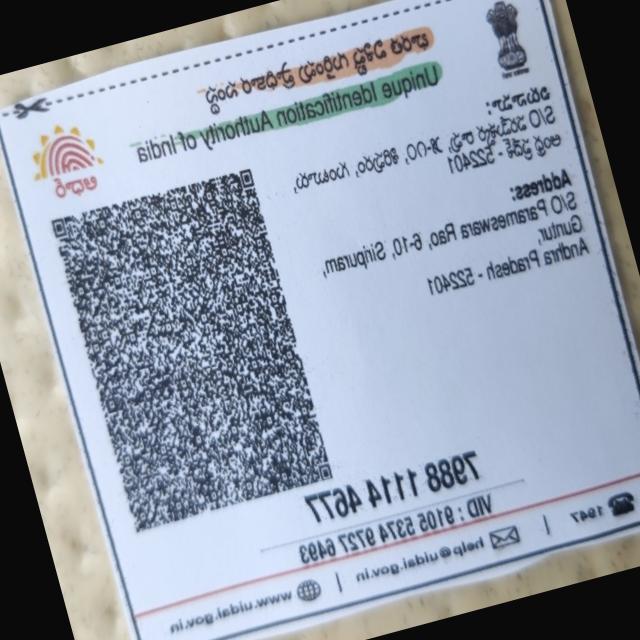 భారత విశిష్ట గుర్తింపు ప్రాధికార సంస్థ
Unique Identification Authority of India
ఆధార్
చిరునామా:
S/O పరమేశ్వర రావు, 6-10, శిరిపురం, గుంటూరు,
ఆంధ్ర ప్రదేశ్ - 522401
Address:
S/O Parameswara Rao, 6-10, Siripuram,
Guntur,
Andhra Pradesh - 522401
7988 1114 4677
VID : 9105 5374 9727 6493
1947
help@uidai.gov.in
www.uidai.gov.in